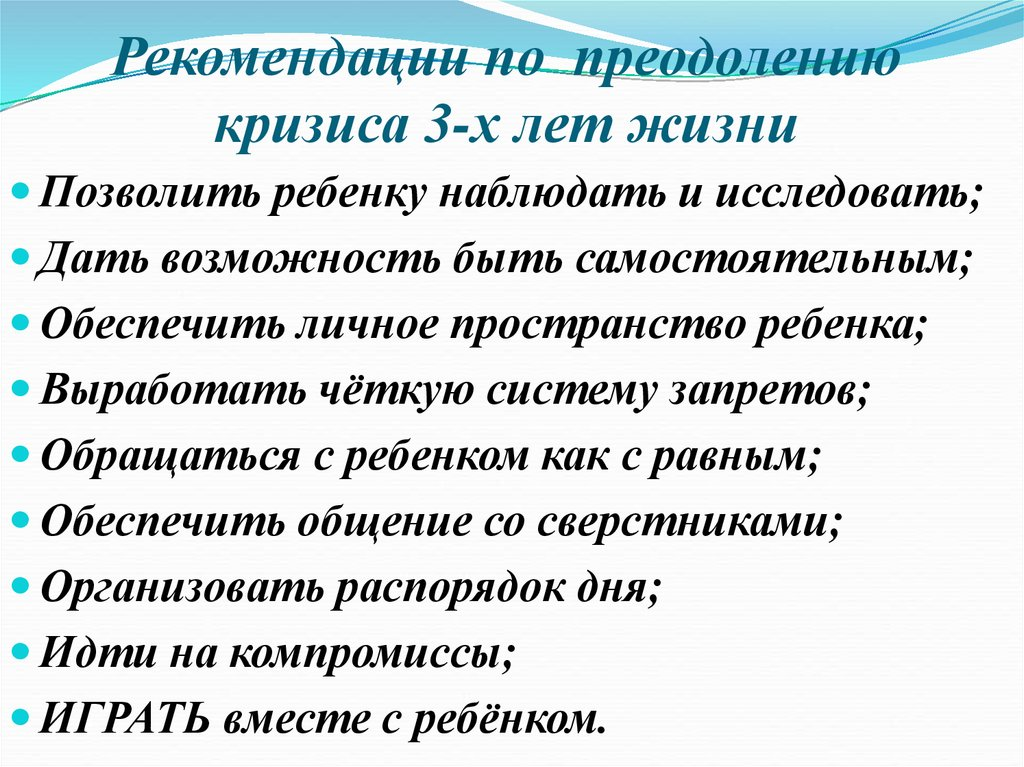 Рекомендации по преодолению
кризиса 3-х лет жизни
Позволить ребенку наблюдать и исследовать;
Дать возможность быть самостоятельным;
Обеспечить личное пространство ребенка;
Выработать чёткую систему запретов;
Обращаться с ребенком как с равным;
Обеспечить общение со сверстниками;
Организовать распорядок дня;
Идти на компромиссы;
ИГРАТЬ вместе с ребёнком.